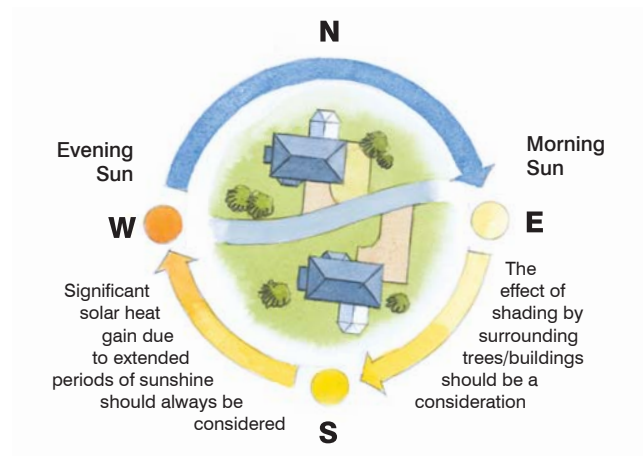 N
Evening
Sun
Morning
Sun
W
E
Significant
solar heat
gain due
to extended
periods of sunshine
should always be
considered
The
effect of
shading by
surrounding
trees/buildings
should be a
consideration
S